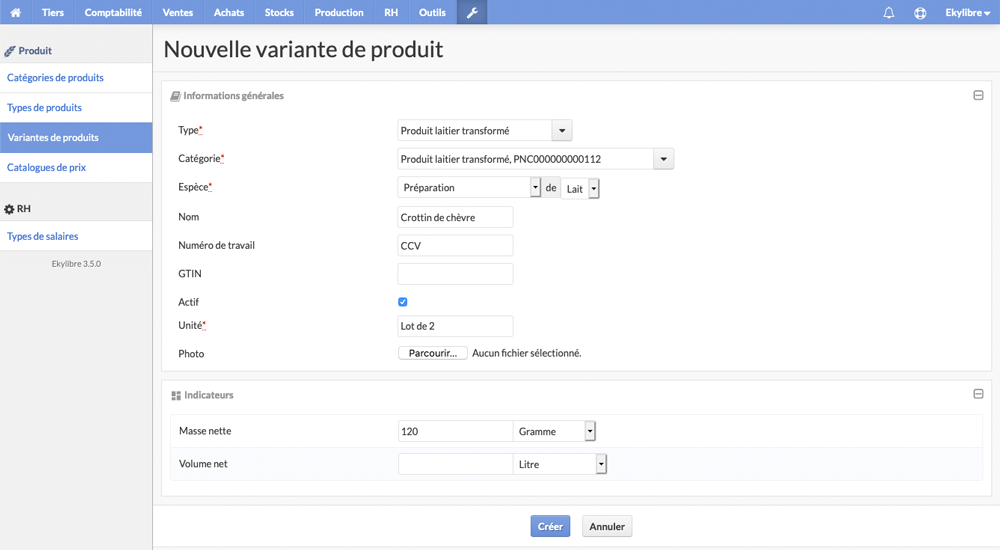 Tiers Comptabilité Ventes Achats Stocks Production RH Outils Ekylibre
Produit
Catégories de produits
Types de produits
Variantes de produits
Catalogues de prix
RH
Types de salaires
Ekylibre 3.5.0
Nouvelle variante de produit
Informations générales
Type* Produit laitier transformé
Catégorie* Produit laitier transformé, PNC000000000112
Espèce* Préparation de Lait
Nom Crottin de chèvre
Numéro de travail CCV
GTIN
Actif
Unité* Lot de 2
Photo Parcourir... Aucun fichier sélectionné.
Indicateurs
Masse nette 120 Gramme
Volume net Litre
Créer Annuler